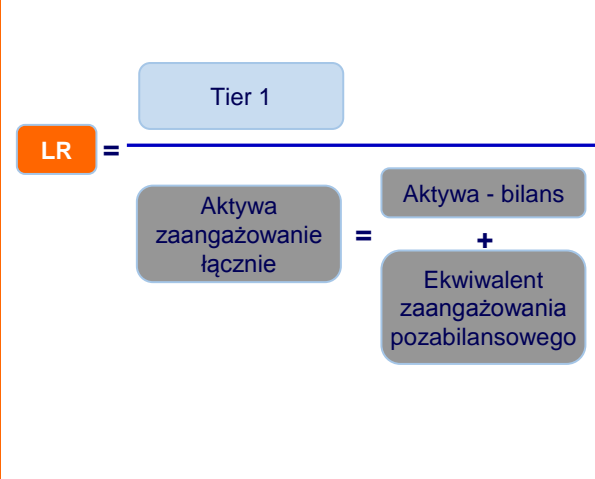 Tier 1
LR =
Aktywa
zaangażowanie
łącznie
=
Aktywa - bilans
+
Ekwiwalent
zaangażowania
pozabilansowego